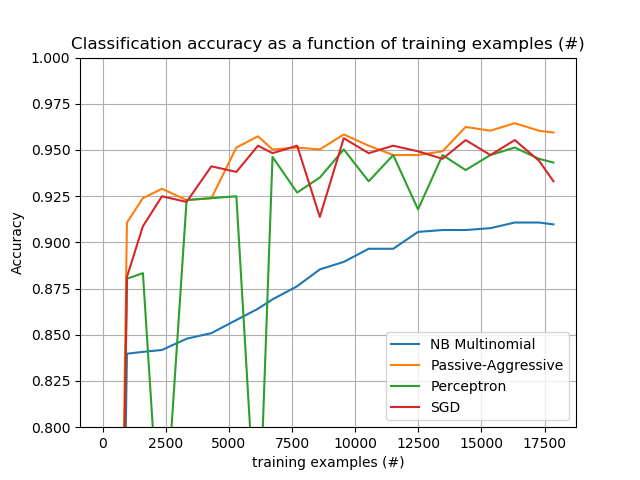 Classification accuracy as a function of training examples (#)
1.000
0.975
0.950
0.925
0.900
0.875
0.850
0.825
0.800
Accuracy
NB Multinomial
Passive-Aggressive
Perceptron
SGD
0 2500 5000 7500 10000 12500 15000 17500
training examples (#)